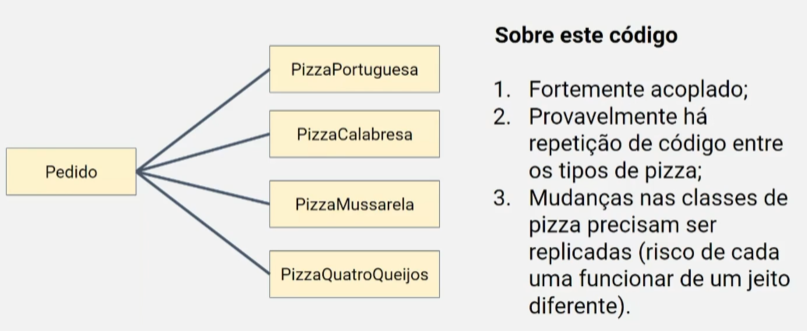 Pedido
PizzaPortuguesa
PizzaCalabresa
PizzaMussarela
PizzaQuatroQueijos
Sobre este código
1. Fortemente acoplado;
2. Provavelmente há
repetição de código entre
os tipos de pizza;
3. Mudanças nas classes de
pizza precisam ser
replicadas (risco de cada
uma funcionar de um jeito
diferente).